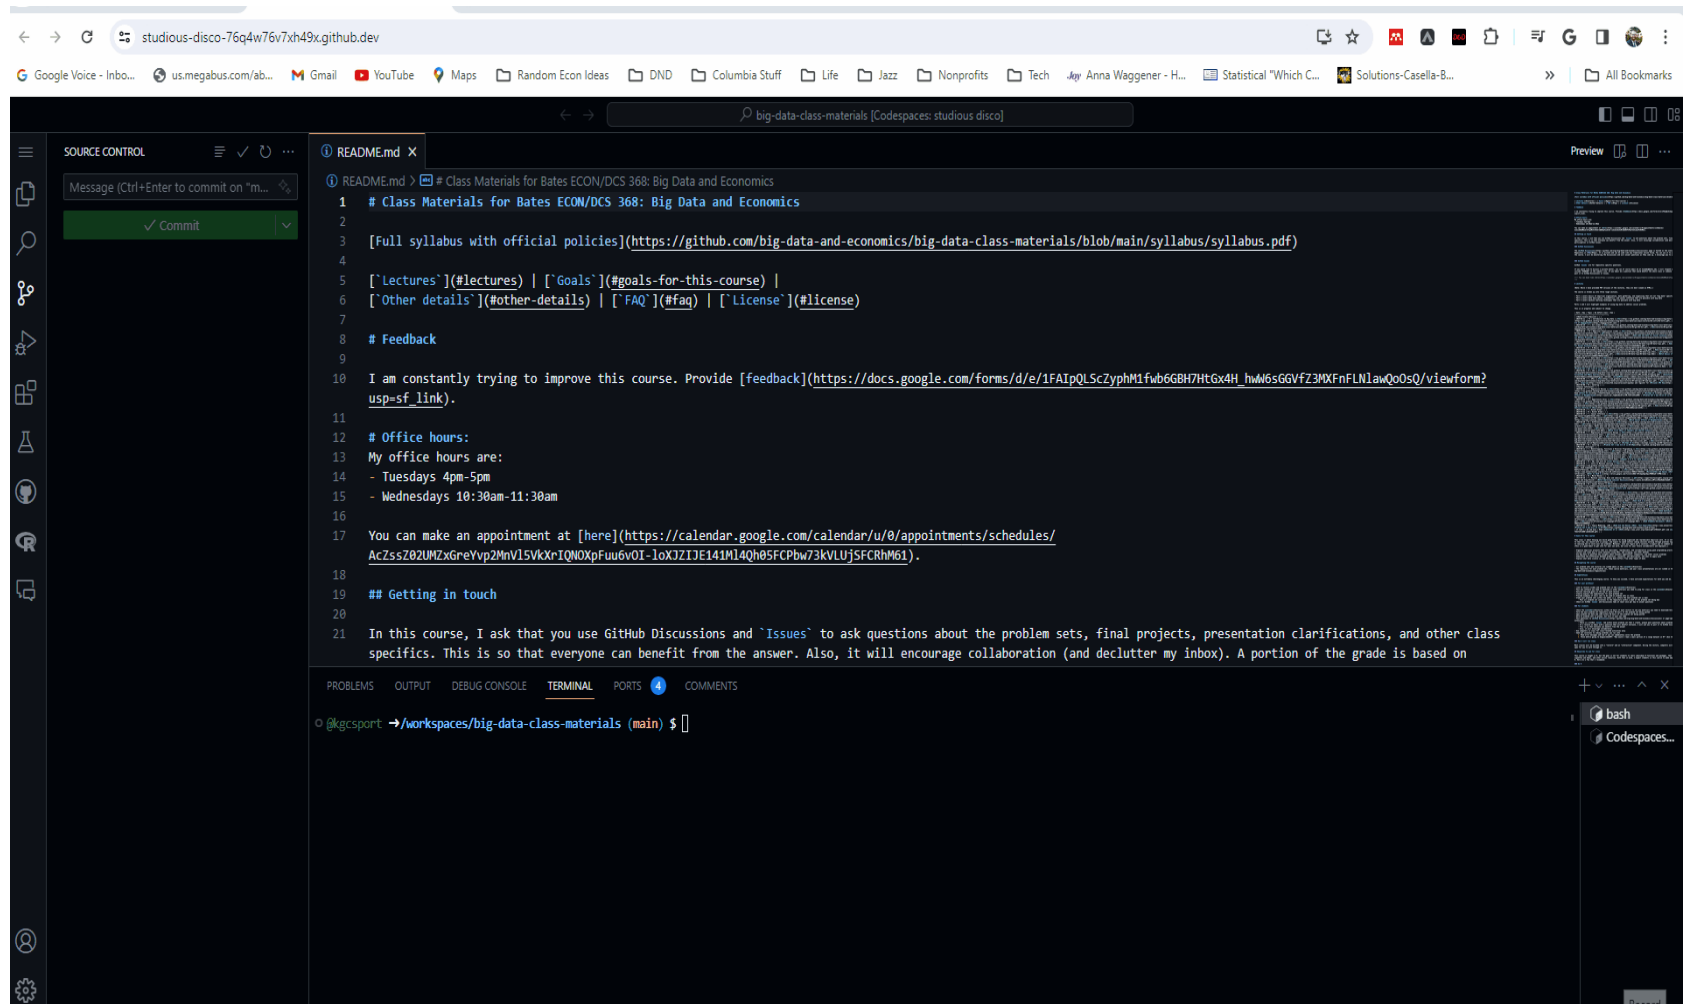 studious-disco-76q4w76v7xh49x.github.dev
Google Voice - Inbo... us.megabus.com/ab... Gmail YouTube Maps Random Econ Ideas DND Columbia Stuff Life Jazz Nonprofits Tech Anna Waggener - H... Statistical "Which C... Solutions-Casella-B... » All Bookmarks
big-data-class-materials [Codespaces: studious disco]
SOURCE CONTROL
Message (Ctrl+Enter to commit on "m...
Commit
README.md
Preview
README.md > # Class Materials for Bates ECON/DCS 368: Big Data and Economics
1 # Class Materials for Bates ECON/DCS 368: Big Data and Economics
2
3 [Full syllabus with official policies](https://github.com/big-data-and-economics/big-data-class-materials/blob/main/syllabus/syllabus.pdf)
4
5 [`Lectures`](#lectures) | [`Goals`](#goals-for-this-course) |
6 [`Other details`](#other-details) | [`FAQ`](#faq) | [`License`](#license)
7
8 # Feedback
9
10 I am constantly trying to improve this course. Provide [feedback](https://docs.google.com/forms/d/e/1FAIpQLScZyphM1fwb6GBH7HtGx4H_hwW6sGGVfZ3MXFnFLNlawQoOsQ/viewform?
usp=sf_link).
11
12 # Office hours:
13 My office hours are:
14 - Tuesdays 4pm-5pm
15 - Wednesdays 10:30am-11:30am
16
17 You can make an appointment at [here](https://calendar.google.com/calendar/u/0/appointments/schedules/
AcZssZ02UMZxGreYvp2MnVl5VkXrIQNOXpFuu6vOI-loXJZIJE141Ml4Qh05FCPbw73kVLUjSFCRhM61).
18
19 ## Getting in touch
20
21 In this course, I ask that you use GitHub Discussions and `Issues` to ask questions about the problem sets, final projects, presentation clarifications, and other class
specifics. This is so that everyone can benefit from the answer. Also, it will encourage collaboration (and declutter my inbox). A portion of the grade is based on
PROBLEMS OUTPUT DEBUG CONSOLE TERMINAL PORTS 4 COMMENTS
@kgcsport ➜/workspaces/big-data-class-materials (main) $
bash
Codespaces...